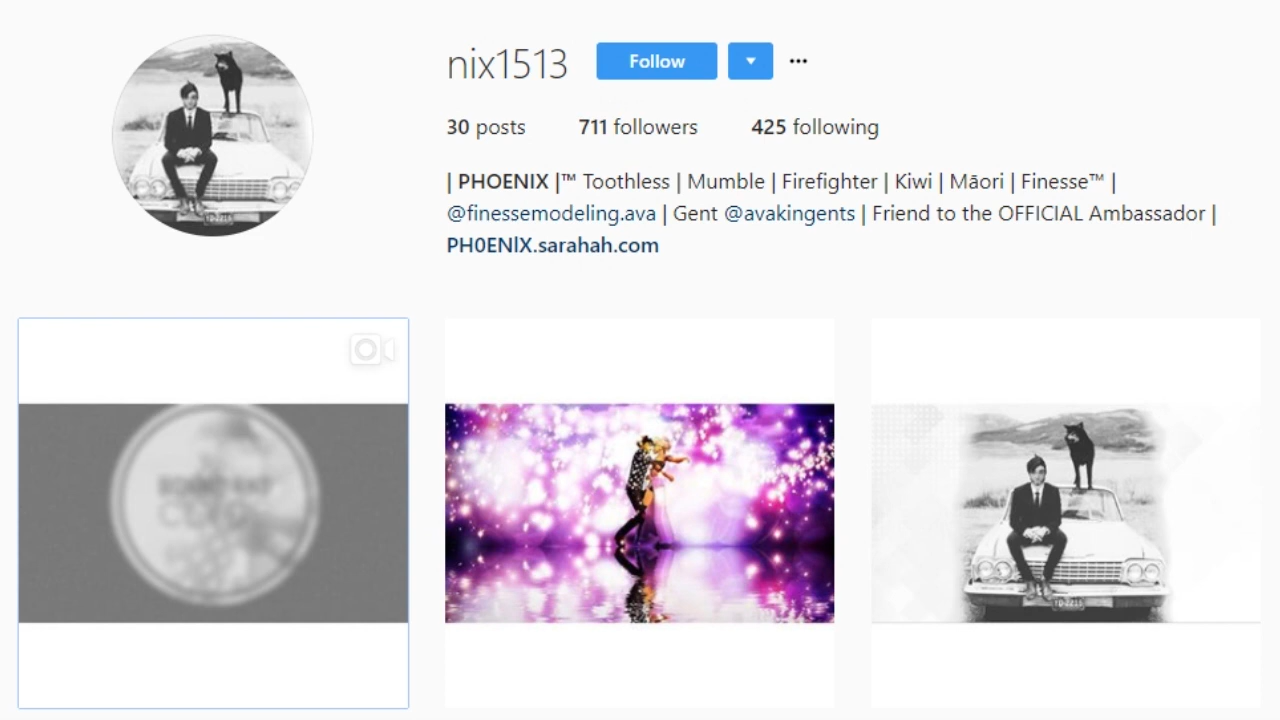 nix1513 Follow
30 posts 711 followers 425 following
| PHOENIX |™ Toothless | Mumble | Firefighter | Kiwi | Māori | Finesse™ |
@finessemodeling.ava | Gent @avakingents | Friend to the OFFICIAL Ambassador |
PH0ENlX.sarahah.com